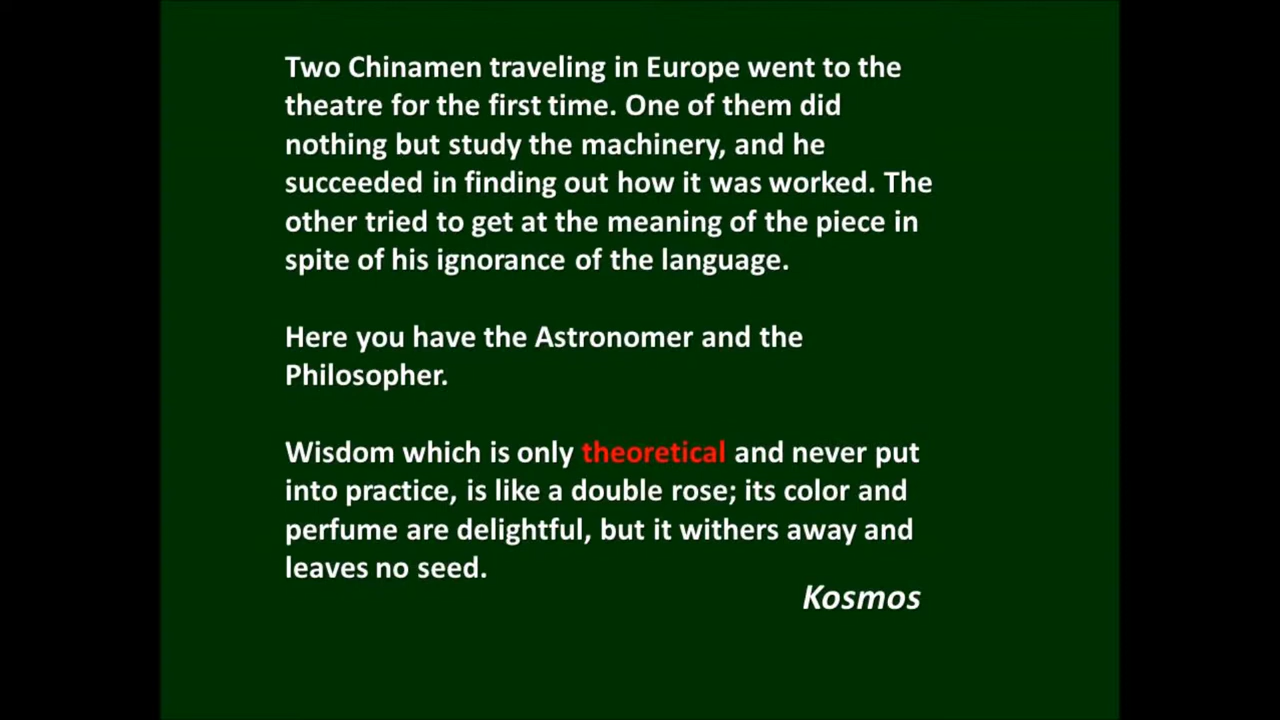 Two Chinamen traveling in Europe went to the
theatre for the first time. One of them did
nothing but study the machinery, and he
succeeded in finding out how it was worked. The
other tried to get at the meaning of the piece in
spite of his ignorance of the language.
Here you have the Astronomer and the
Philosopher.
Wisdom which is only theoretical and never put
into practice, is like a double rose; its color and
perfume are delightful, but it withers away and
leaves no seed.
Kosmos